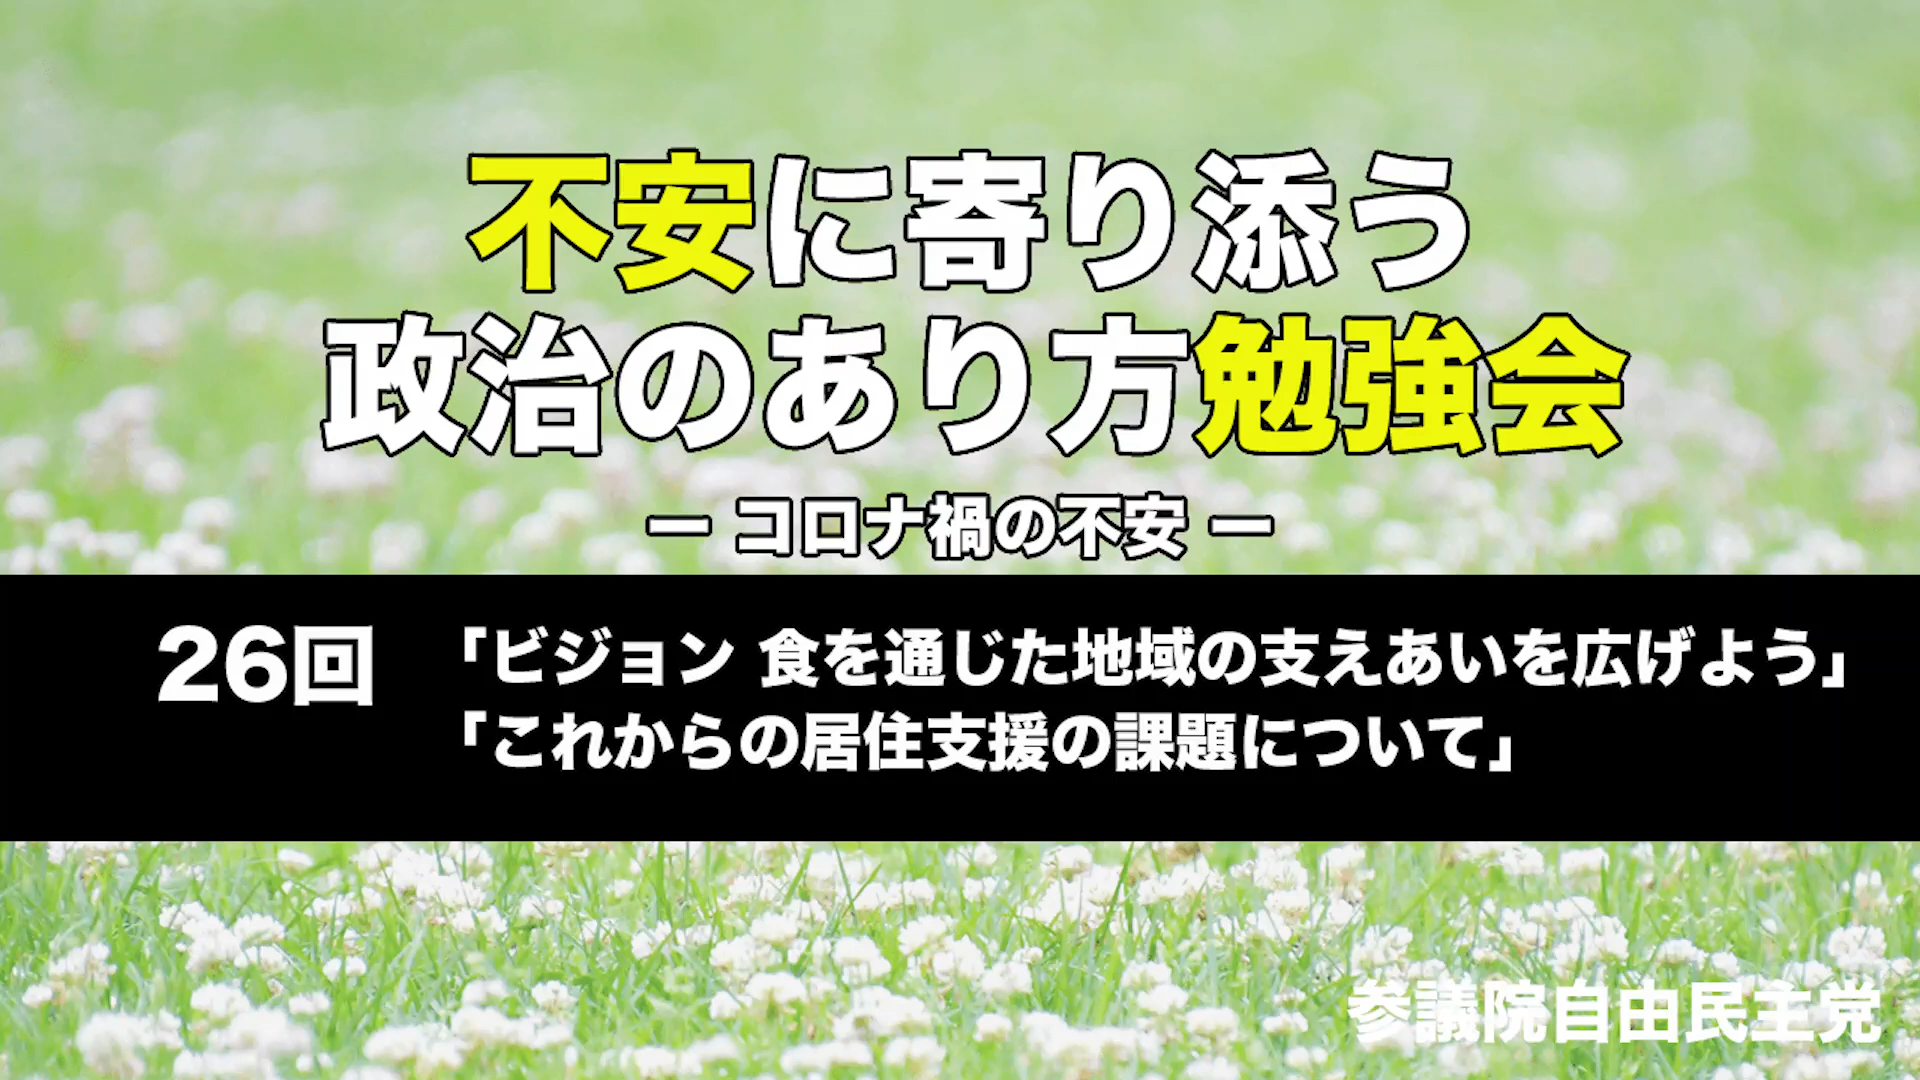 不安に寄り添う
政治のあり方勉強会
ー コロナ禍の不安 ー
26回 「ビジョン 食を通じた地域の支えあいを広げよう」
「これからの居住支援の課題について」
参議院自由民主党